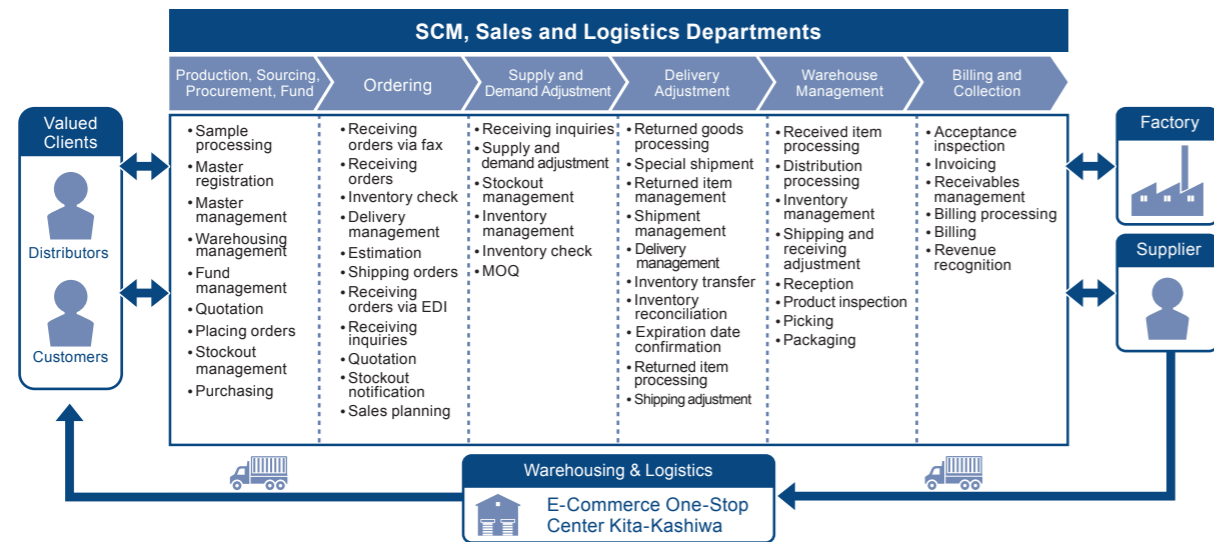 SCM, Sales and Logistics Departments
Production, Sourcing,
Procurement, Fund
Ordering
Supply and
Demand Adjustment
Delivery
Adjustment
Warehouse
Management
Billing and
Collection
Valued
Clients
Distributors
Customers
• Sample
processing
• Master
registration
• Master
management
• Warehousing
management
• Fund
management
• Quotation
• Placing orders
• Stockout
management
• Purchasing
• Receiving
orders via fax
• Receiving
orders
• Inventory check
• Delivery
management
• Estimation
• Shipping orders
• Receiving
orders via EDI
• Receiving
inquiries
• Quotation
• Stockout
notification
• Sales planning
• Receiving inquiries
• Supply and
demand adjustment
• Stockout
management
• Inventory
management
• Inventory check
• MOQ
• Returned goods
processing
• Special shipment
• Returned item
management
• Shipment
management
• Delivery
management
• Inventory transfer
• Inventory
reconciliation
• Expiration date
confirmation
• Returned item
processing
• Shipping adjustment
• Received item
processing
• Distribution
processing
• Inventory
management
• Shipping and
receiving
adjustment
• Reception
• Product inspection
• Picking
• Packaging
• Acceptance
inspection
• Invoicing
• Receivables
management
• Billing processing
• Billing
• Revenue
recognition
Factory
Supplier
Warehousing & Logistics
E-Commerce One-Stop
Center Kita-Kashiwa